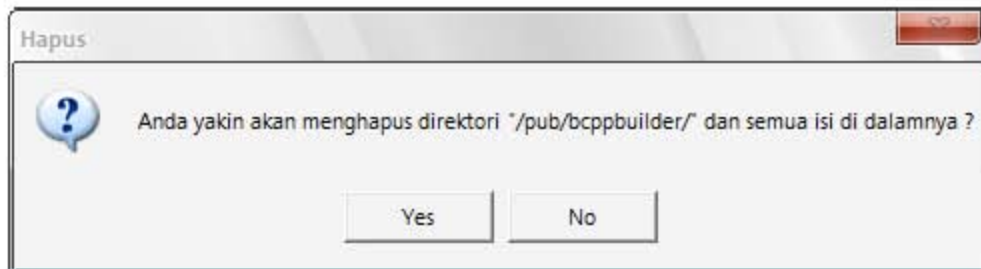 Hapus
Anda yakin akan menghapus direktori "/pub/bcppbuilder/" dan semua isi di dalamnya ?
Yes
No